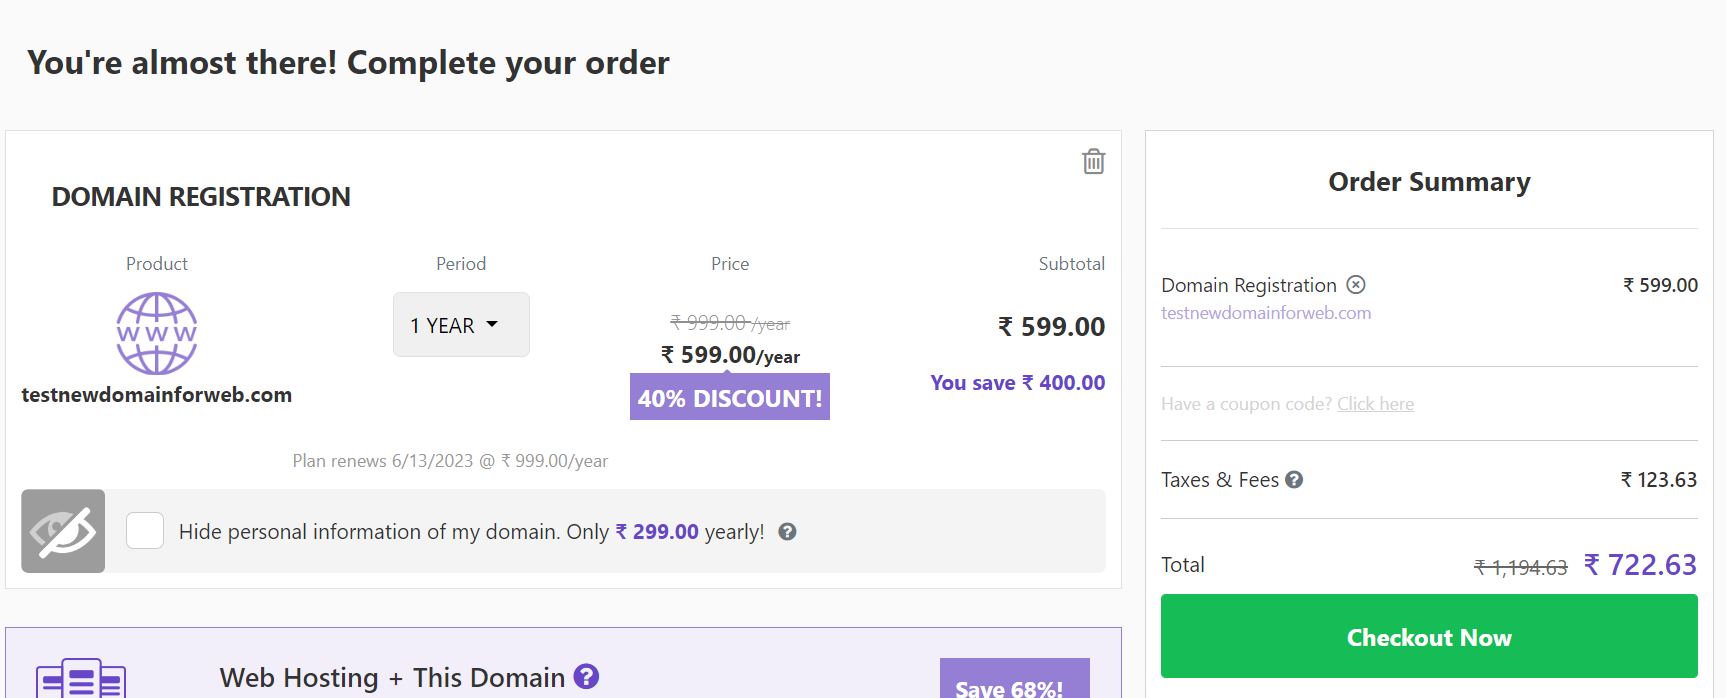 You're almost there! Complete your order
DOMAIN REGISTRATION
Product Period Price Subtotal
WWW
testnewdomainforweb.com
1 YEAR
₹ 999.00 /year
₹ 599.00/year
40% DISCOUNT!
₹ 599.00
You save ₹ 400.00
Plan renews 6/13/2023 @ ₹ 999.00/year
Hide personal information of my domain. Only ₹ 299.00 yearly! ?
Web Hosting + This Domain ?
Save 68%!
Order Summary
Domain Registration ₹ 599.00
testnewdomainforweb.com
Have a coupon code? Click here
Taxes & Fees ? ₹ 123.63
Total ₹ 1,194.63 ₹ 722.63
Checkout Now